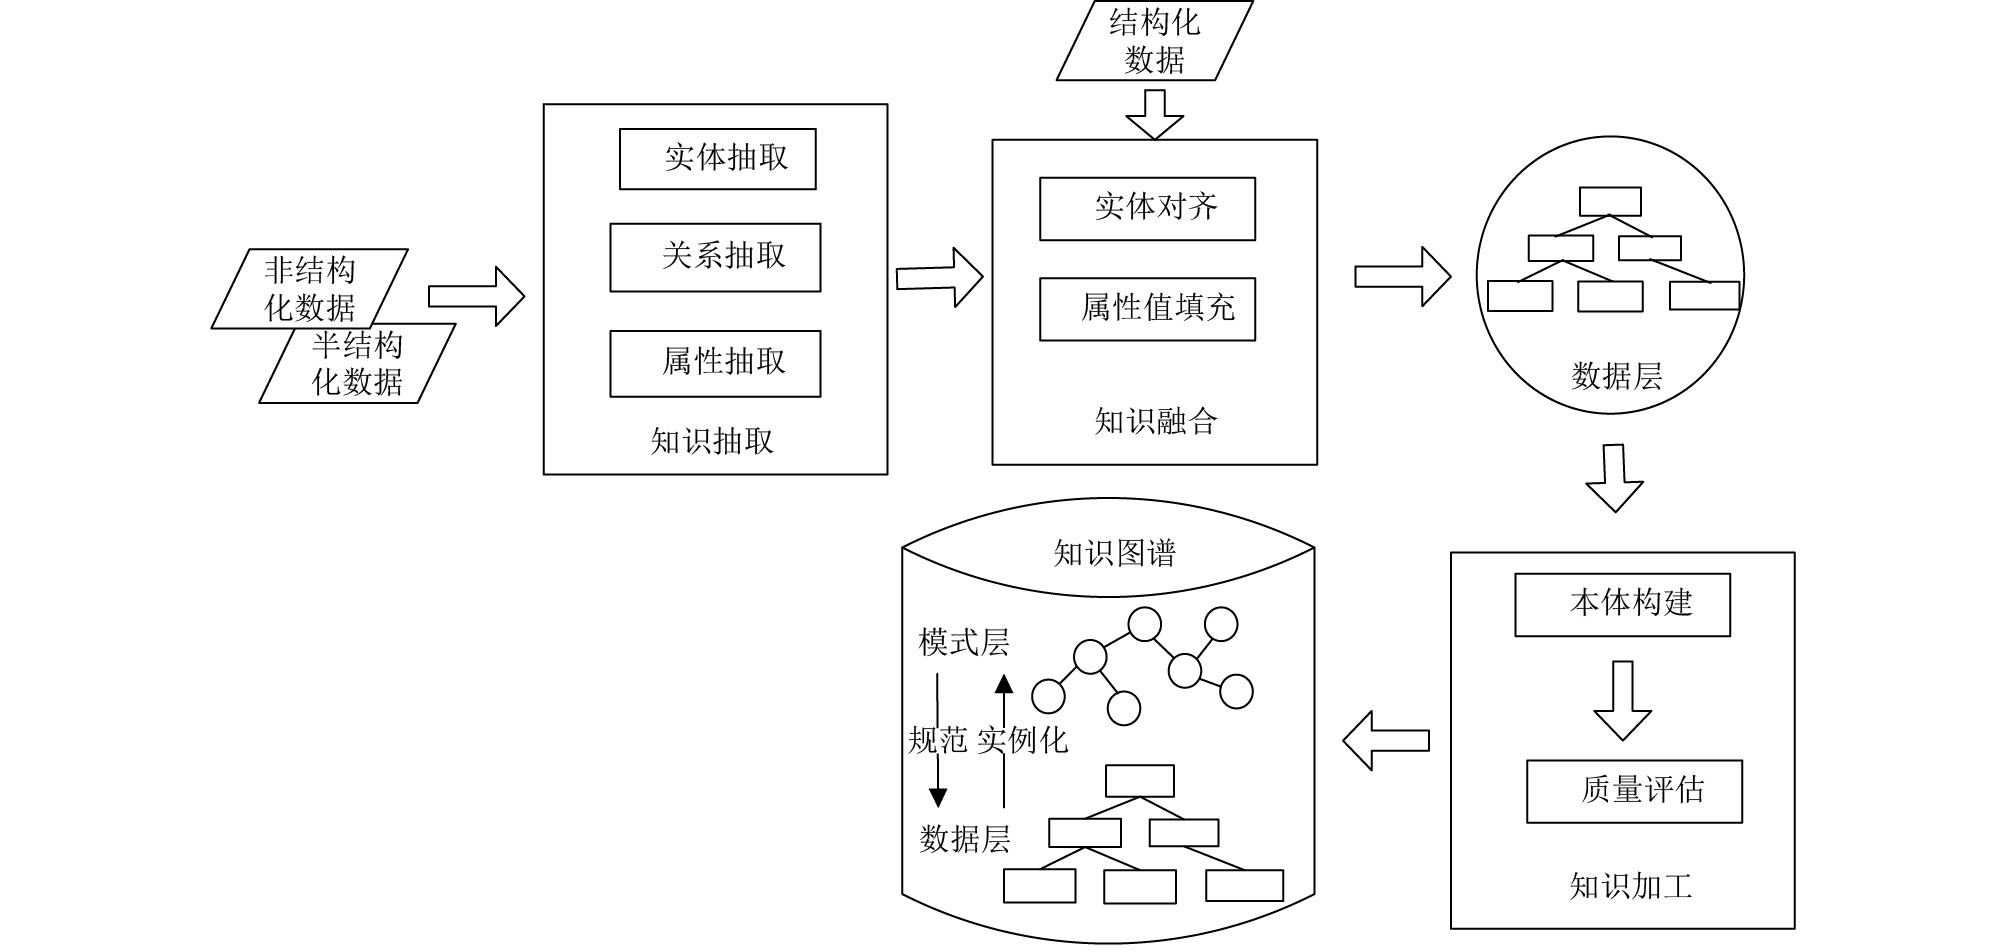 结构化
数据
非结构
化数据
半结构
化数据
实体抽取
关系抽取
属性抽取
知识抽取
实体对齐
属性值填充
知识融合
数据层
本体构建
质量评估
知识加工
知识图谱
模式层
规范 实例化
数据层